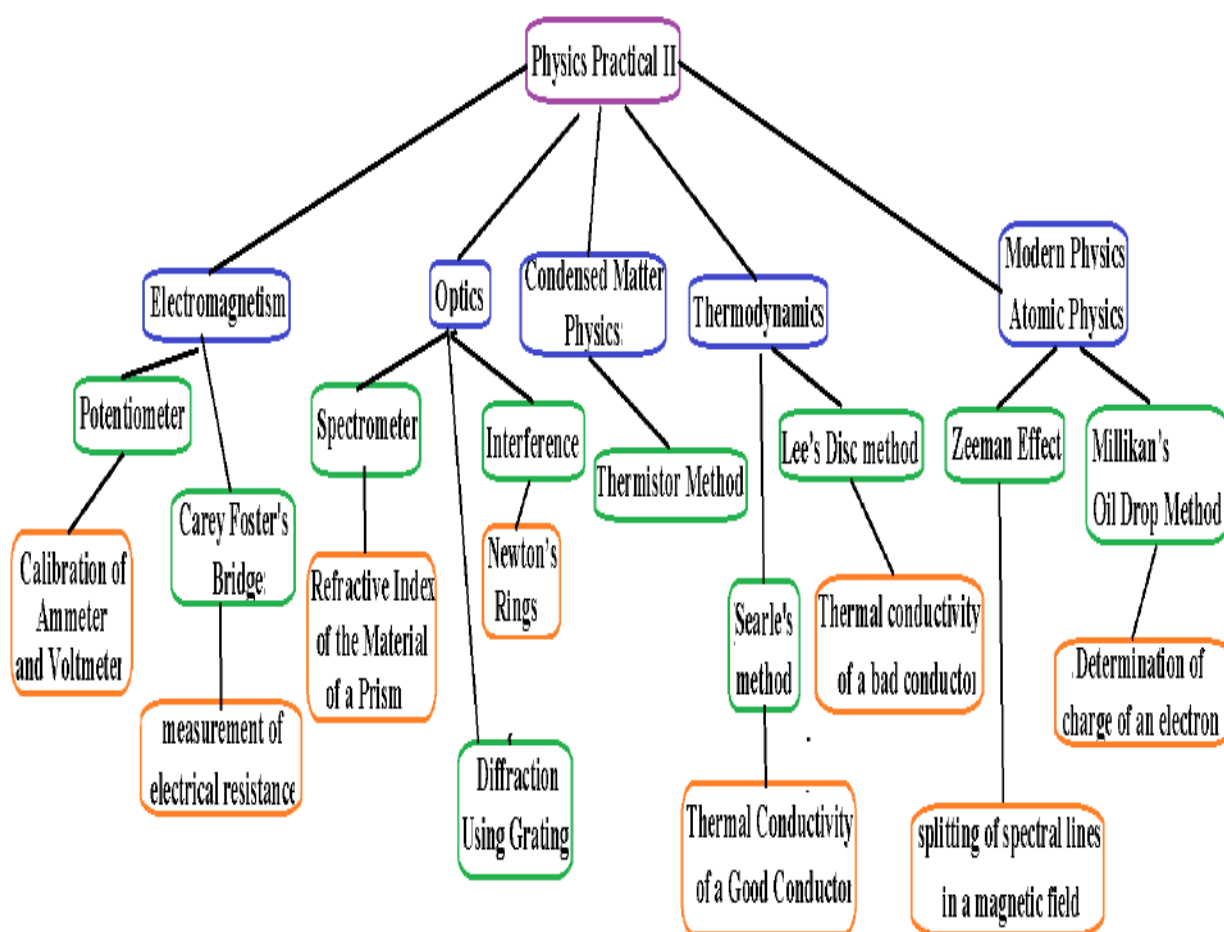 Physics Practical II
Electromagnetism
Optics
Condensed Matter
Physics
Thermodynamics
Modern Physics
Atomic Physics
Potentiometer
Spectrometer
Interference
Thermistor Method
Lee's Disc method
Zeeman Effect
Millikan's
Oil Drop Method
Calibration of
Ammeter
and Voltmeter
Carey Foster's
Bridge
Refractive Index
of the Material
of a Prism
Newton's
Rings
Searle's
method
Thermal conductivity
of a bad conductor
Determination of
charge of an electron
measurement of
electrical resistance
Diffraction
Using Grating
Thermal Conductivity
of a Good Conductor
splitting of spectral lines
in a magnetic field